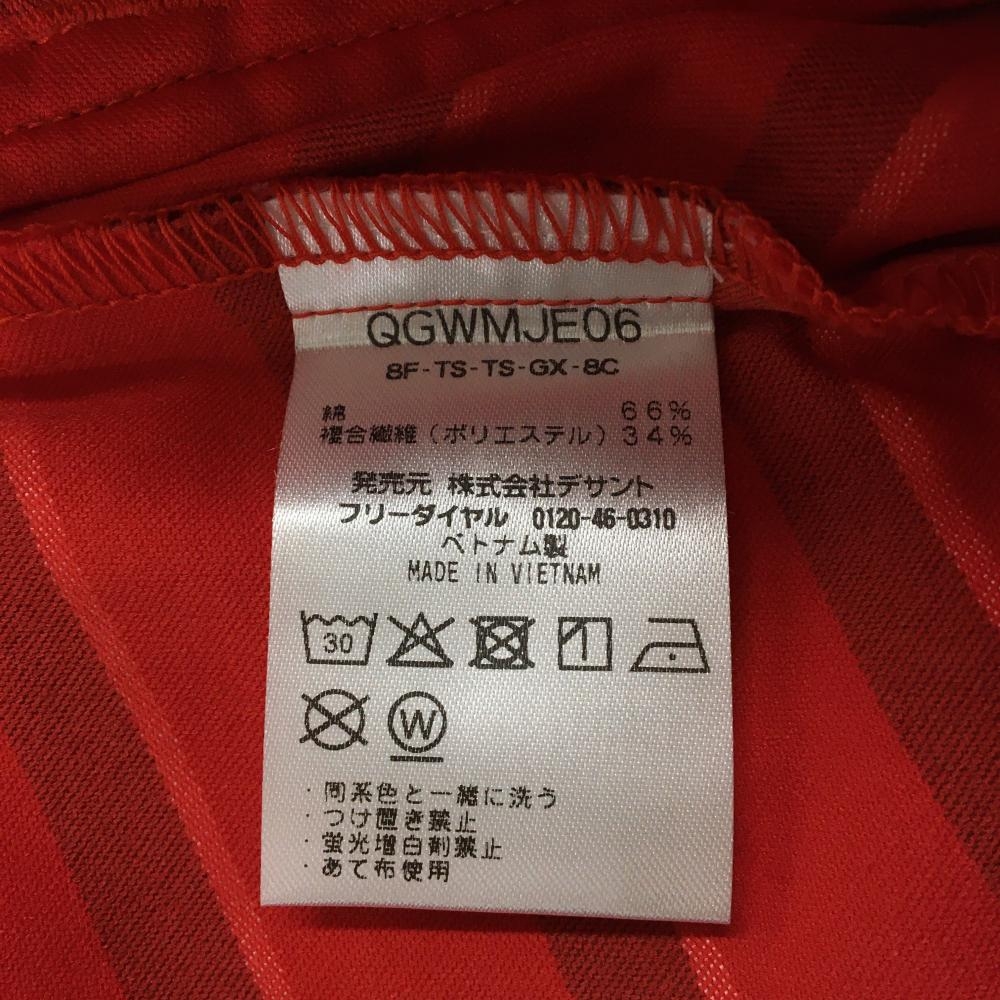 QGWMJE06
8F-TS-TS-GX-8C
綿 66%
複合繊維(ポリエステル)34%
発売元 株式会社デサント
フリーダイヤル 0120-46-0310
ベトナム製
MADE IN VIETNAM
30
W
・同系色と一緒に洗う
・つけ置き禁止
・蛍光増白剤禁止
・あて布使用